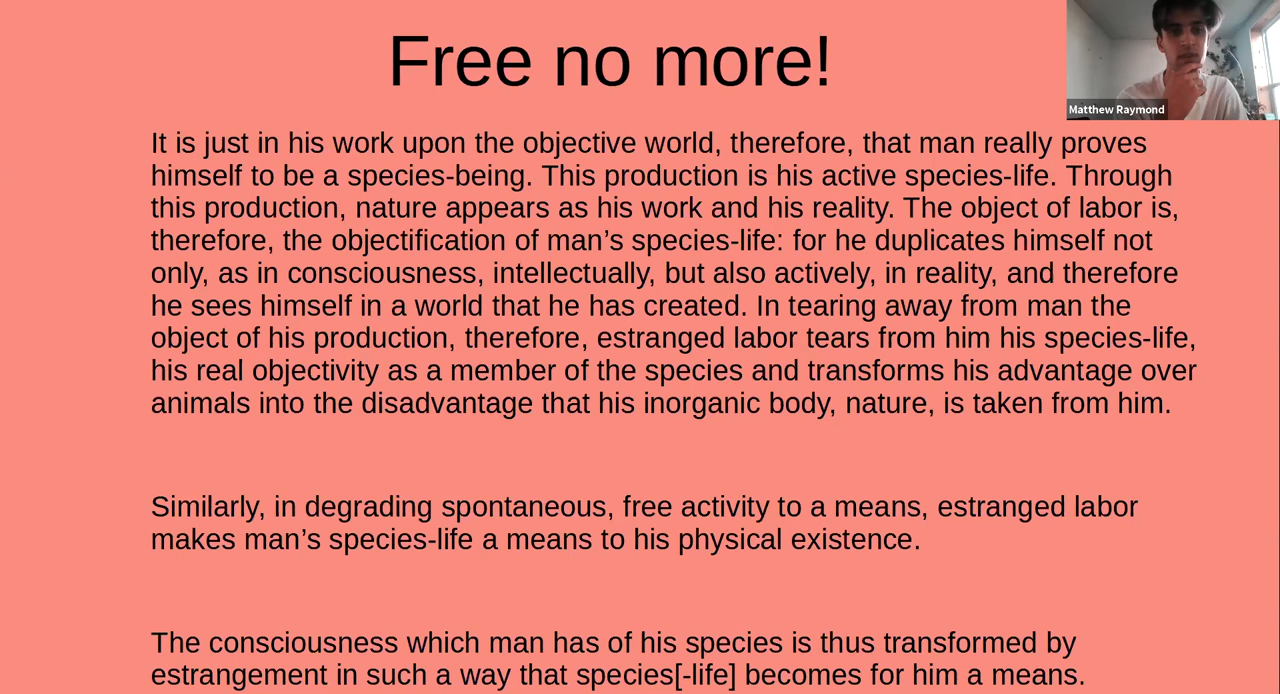 Free no more!
Matthew Raymond
It is just in his work upon the objective world, therefore, that man really proves
himself to be a species-being. This production is his active species-life. Through
this production, nature appears as his work and his reality. The object of labor is,
therefore, the objectification of man’s species-life: for he duplicates himself not
only, as in consciousness, intellectually, but also actively, in reality, and therefore
he sees himself in a world that he has created. In tearing away from man the
object of his production, therefore, estranged labor tears from him his species-life,
his real objectivity as a member of the species and transforms his advantage over
animals into the disadvantage that his inorganic body, nature, is taken from him.
Similarly, in degrading spontaneous, free activity to a means, estranged labor
makes man’s species-life a means to his physical existence.
The consciousness which man has of his species is thus transformed by
estrangement in such a way that species[-life] becomes for him a means.